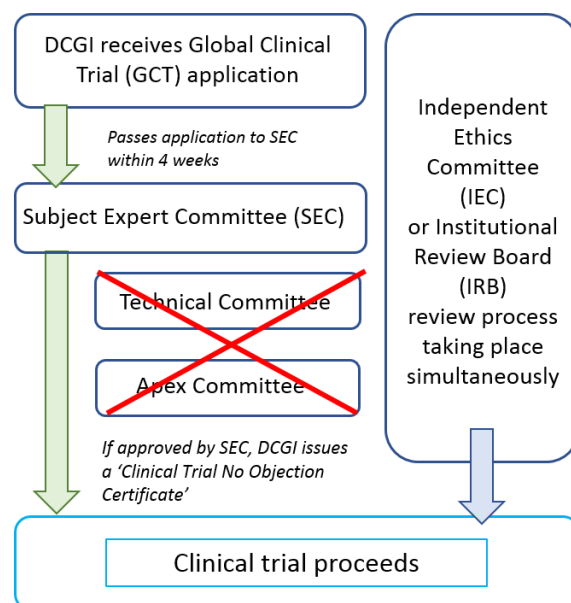 DCGI receives Global Clinical
Trial (GCT) application
Passes application to SEC
within 4 weeks
Subject Expert Committee (SEC)
Technical Committee
Apex Committee
If approved by SEC, DCGI issues
a ‘Clinical Trial No Objection
Certificate’
Independent
Ethics
Committee
(IEC)
or Institutional
Review Board
(IRB)
review process
taking place
simultaneously
Clinical trial proceeds